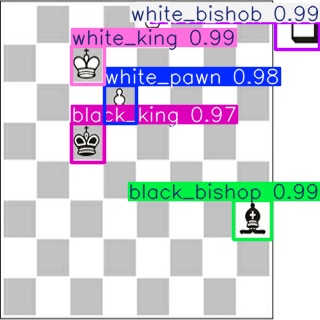 white_bishob 0.99
white_king 0.99
white_pawn 0.98
black_king 0.97
black_bishop 0.99